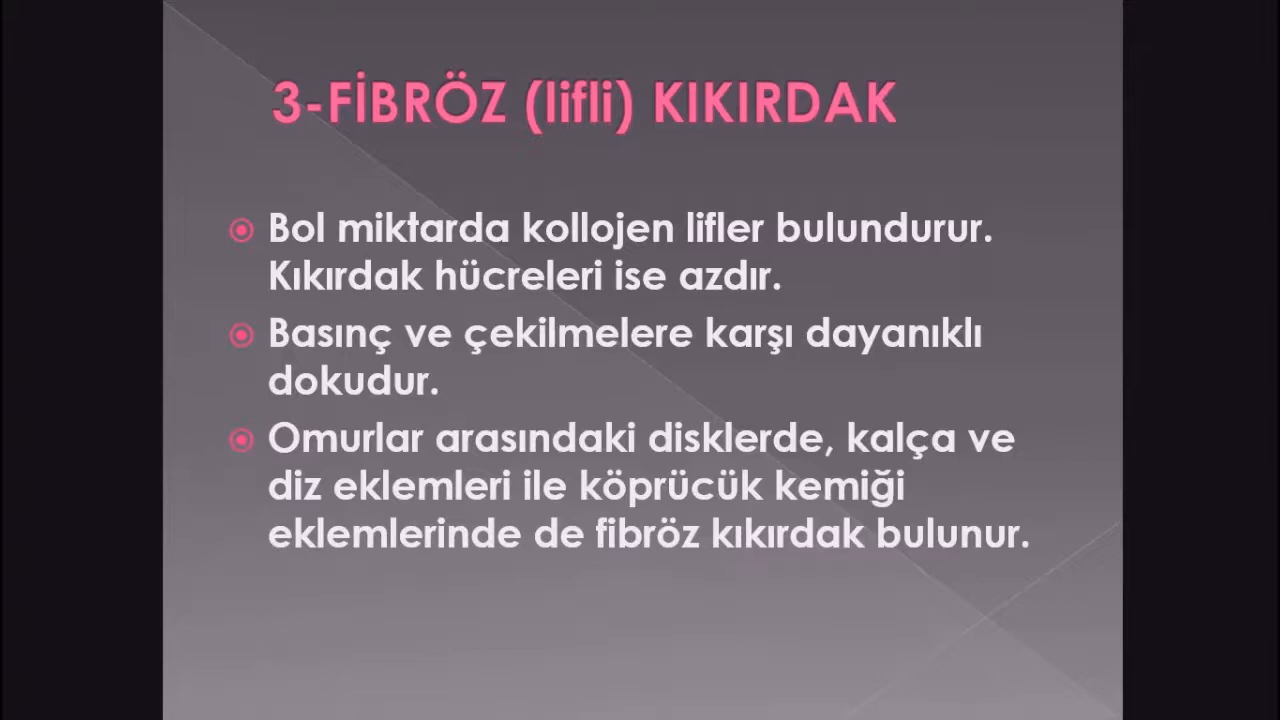 3-FİBRÖZ (lifli) KIKIRDAK
Bol miktarda kollojen lifler bulundurur.
Kıkırdak hücreleri ise azdır.
Basınç ve çekilmelere karşı dayanıklı
dokudur.
Omurlar arasındaki disklerde, kalça ve
diz eklemleri ile köprücük kemiği
eklemlerinde de fibröz kıkırdak bulunur.